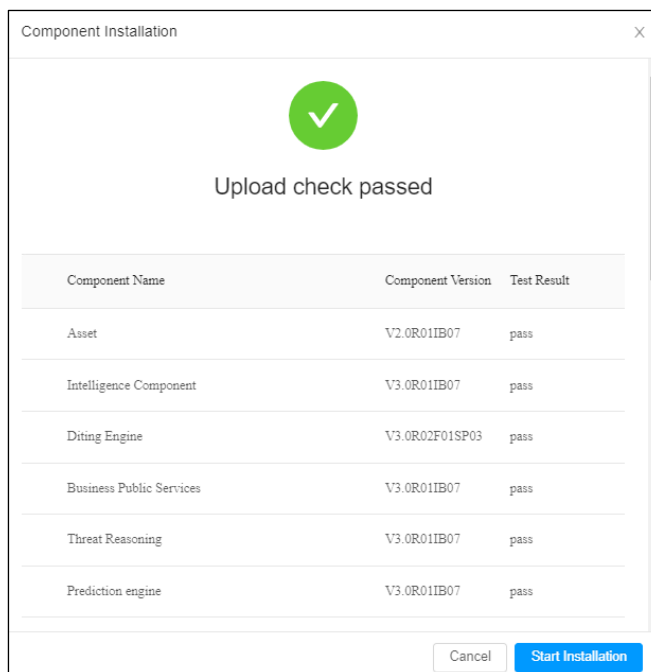 Component Installation
Upload check passed
Component Name Component Version Test Result
Asset V2.0R01IB07 pass
Intelligence Component V3.0R01IB07 pass
Diting Engine V3.0R02F01SP03 pass
Business Public Services V3.0R01IB07 pass
Threat Reasoning V3.0R01IB07 pass
Prediction engine V3.0R01IB07 pass
Cancel Start Installation